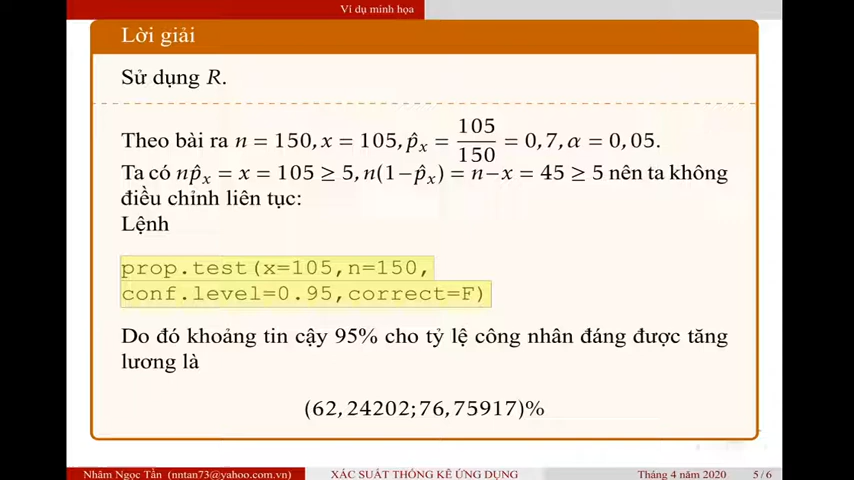 Ví dụ minh họa
Lời giải
Sử dụng R.
Theo bài ra n = 150, x = 105, p̂ₓ = 105/150 = 0, 7, α = 0, 05.
Ta có np̂ₓ = x = 105 ≥ 5, n(1−p̂ₓ) = n−x = 45 ≥ 5 nên ta không
điều chỉnh liên tục:
Lệnh
prop.test(x=105,n=150,
conf.level=0.95,correct=F)
Do đó khoảng tin cậy 95% cho tỷ lệ công nhân đáng được tăng
lương là
(62, 24202; 76, 75917)%
Nhâm Ngọc Tần (nntan73@yahoo.com.vn) XÁC SUẤT THỐNG KÊ ỨNG DỤNG Tháng 4 năm 2020 5 / 6